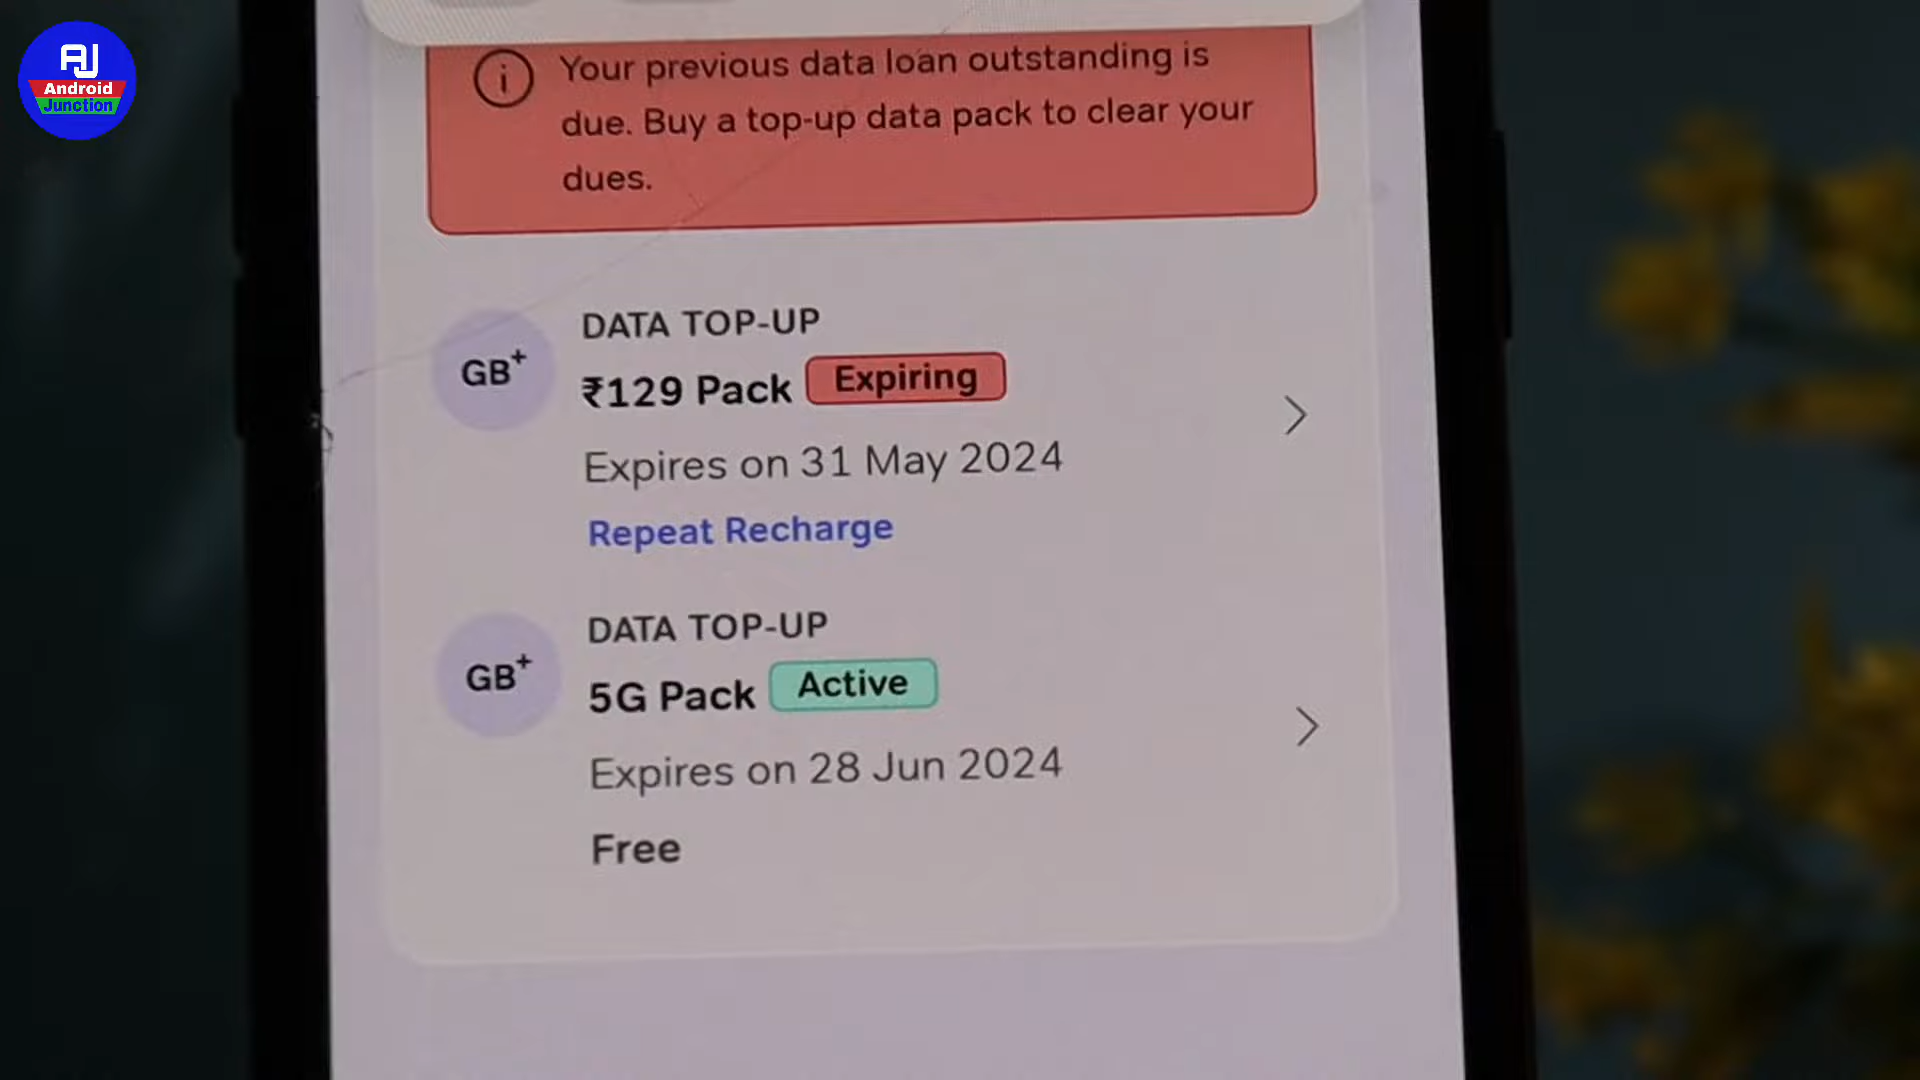 AJ
Android
Junction
Your previous data loan outstanding is
due. Buy a top-up data pack to clear your
dues.
GB+
DATA TOP-UP
₹129 Pack Expiring
Expires on 31 May 2024
Repeat Recharge
GB+
DATA TOP-UP
5G Pack Active
Expires on 28 Jun 2024
Free